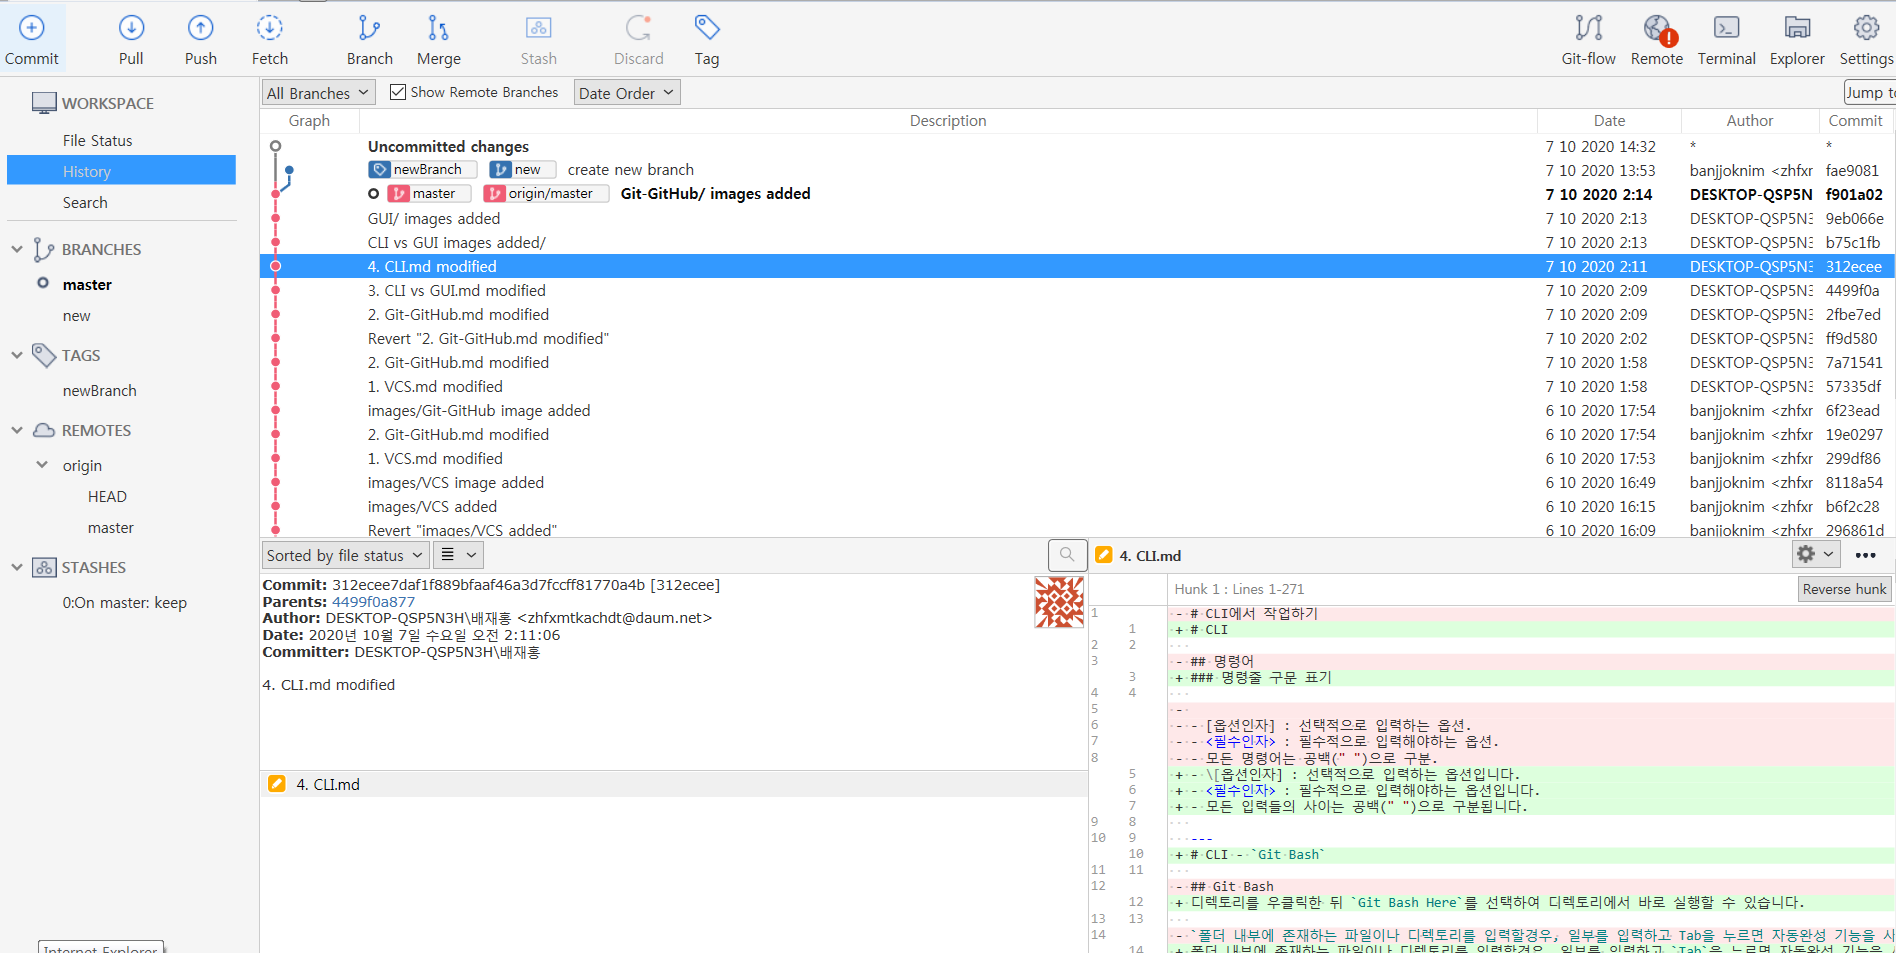 Commit Pull Push Fetch Branch Merge Stash Discard Tag Git-flow Remote Terminal Explorer Settings
WORKSPACE
File Status
History
Search
BRANCHES
master
new
TAGS
newBranch
REMOTES
origin
HEAD
master
STASHES
0:On master: keep
Internet Explorer
All Branches Show Remote Branches Date Order Jump to
Graph Description Date Author Commit
Uncommitted changes 7 10 2020 14:32 * *
newBranch new create new branch 7 10 2020 13:53 banjjoknim <zhfxr fae9081
master origin/master Git-GitHub/ images added 7 10 2020 2:14 DESKTOP-QSP5N f901a02
GUI/ images added 7 10 2020 2:13 DESKTOP-QSP5N3 9eb066e
CLI vs GUI images added/ 7 10 2020 2:13 DESKTOP-QSP5N3 b75c1fb
4. CLI.md modified 7 10 2020 2:11 DESKTOP-QSP5N3 312ecee
3. CLI vs GUI.md modified 7 10 2020 2:09 DESKTOP-QSP5N3 4499f0a
2. Git-GitHub.md modified 7 10 2020 2:09 DESKTOP-QSP5N3 2fbe7ed
Revert "2. Git-GitHub.md modified" 7 10 2020 2:02 DESKTOP-QSP5N3 ff9d580
2. Git-GitHub.md modified 7 10 2020 1:58 DESKTOP-QSP5N3 7a71541
1. VCS.md modified 7 10 2020 1:58 DESKTOP-QSP5N3 57335df
images/Git-GitHub image added 6 10 2020 17:54 banjjoknim <zhfxr 6f23ead
2. Git-GitHub.md modified 6 10 2020 17:54 banjjoknim <zhfxr 19e0297
1. VCS.md modified 6 10 2020 17:53 banjjoknim <zhfxr 299df86
images/VCS image added 6 10 2020 16:49 banjjoknim <zhfxr 8118a54
images/VCS added 6 10 2020 16:15 banjjoknim <zhfxr b6f2c28
Revert "images/VCS added" 6 10 2020 16:09 banjjoknim <zhfxr 296861d
Sorted by file status
Commit: 312ecee7daf1f889bfaaf46a3d7fccff81770a4b [312ecee]
Parents: 4499f0a877
Author: DESKTOP-QSP5N3H\배재홍 <zhfxmtkachdt@daum.net>
Date: 2020년 10월 7일 수요일 오전 2:11:06
Committer: DESKTOP-QSP5N3H\배재홍
4. CLI.md modified
4. CLI.md
4. CLI.md
Hunk 1 : Lines 1-271 Reverse hunk
1 - # CLI에서 작업하기
1 + # CLI
2 2
3 - ## 명령어
3 + ### 명령줄 구문 표기
4 4
5 -
6 - - [옵션인자] : 선택적으로 입력하는 옵션.
7 - - <필수인자> : 필수적으로 입력해야하는 옵션.
8 - - 모든 명령어는 공백(" ")으로 구분.
5 + - \[옵션인자] : 선택적으로 입력하는 옵션입니다.
6 + - <필수인자> : 필수적으로 입력해야하는 옵션입니다.
7 + - 모든 입력들의 사이는 공백(" ")으로 구분됩니다.
9 8
10 9 ---
10 + # CLI - `Git Bash`
11 11
12 - ## Git Bash
12 + 디렉토리를 우클릭한 뒤 `Git Bash Here`를 선택하여 디렉토리에서 바로 실행할 수 있습니다.
13 13
14 - `폴더 내부에 존재하는 파일이나 디렉토리를 입력할경우, 일부를 입력하고 Tab을 누르면 자동완성 기능을 사
14 + 폴더 내부에 존재하는 파일이나 디렉토리를 입력할경우, 일부를 입력하고 `Tab`을 누르면 자동완성 기능을